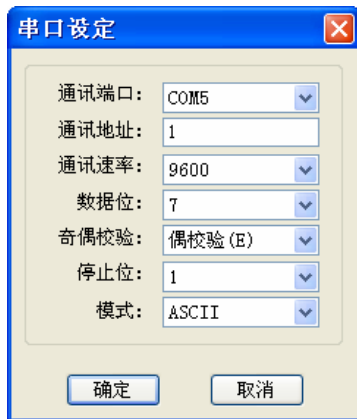 串口设定
通讯端口： COM5
通讯地址： 1
通讯速率： 9600
数据位： 7
奇偶校验： 偶校验(E)
停止位： 1
模式： ASCII
确定 取消